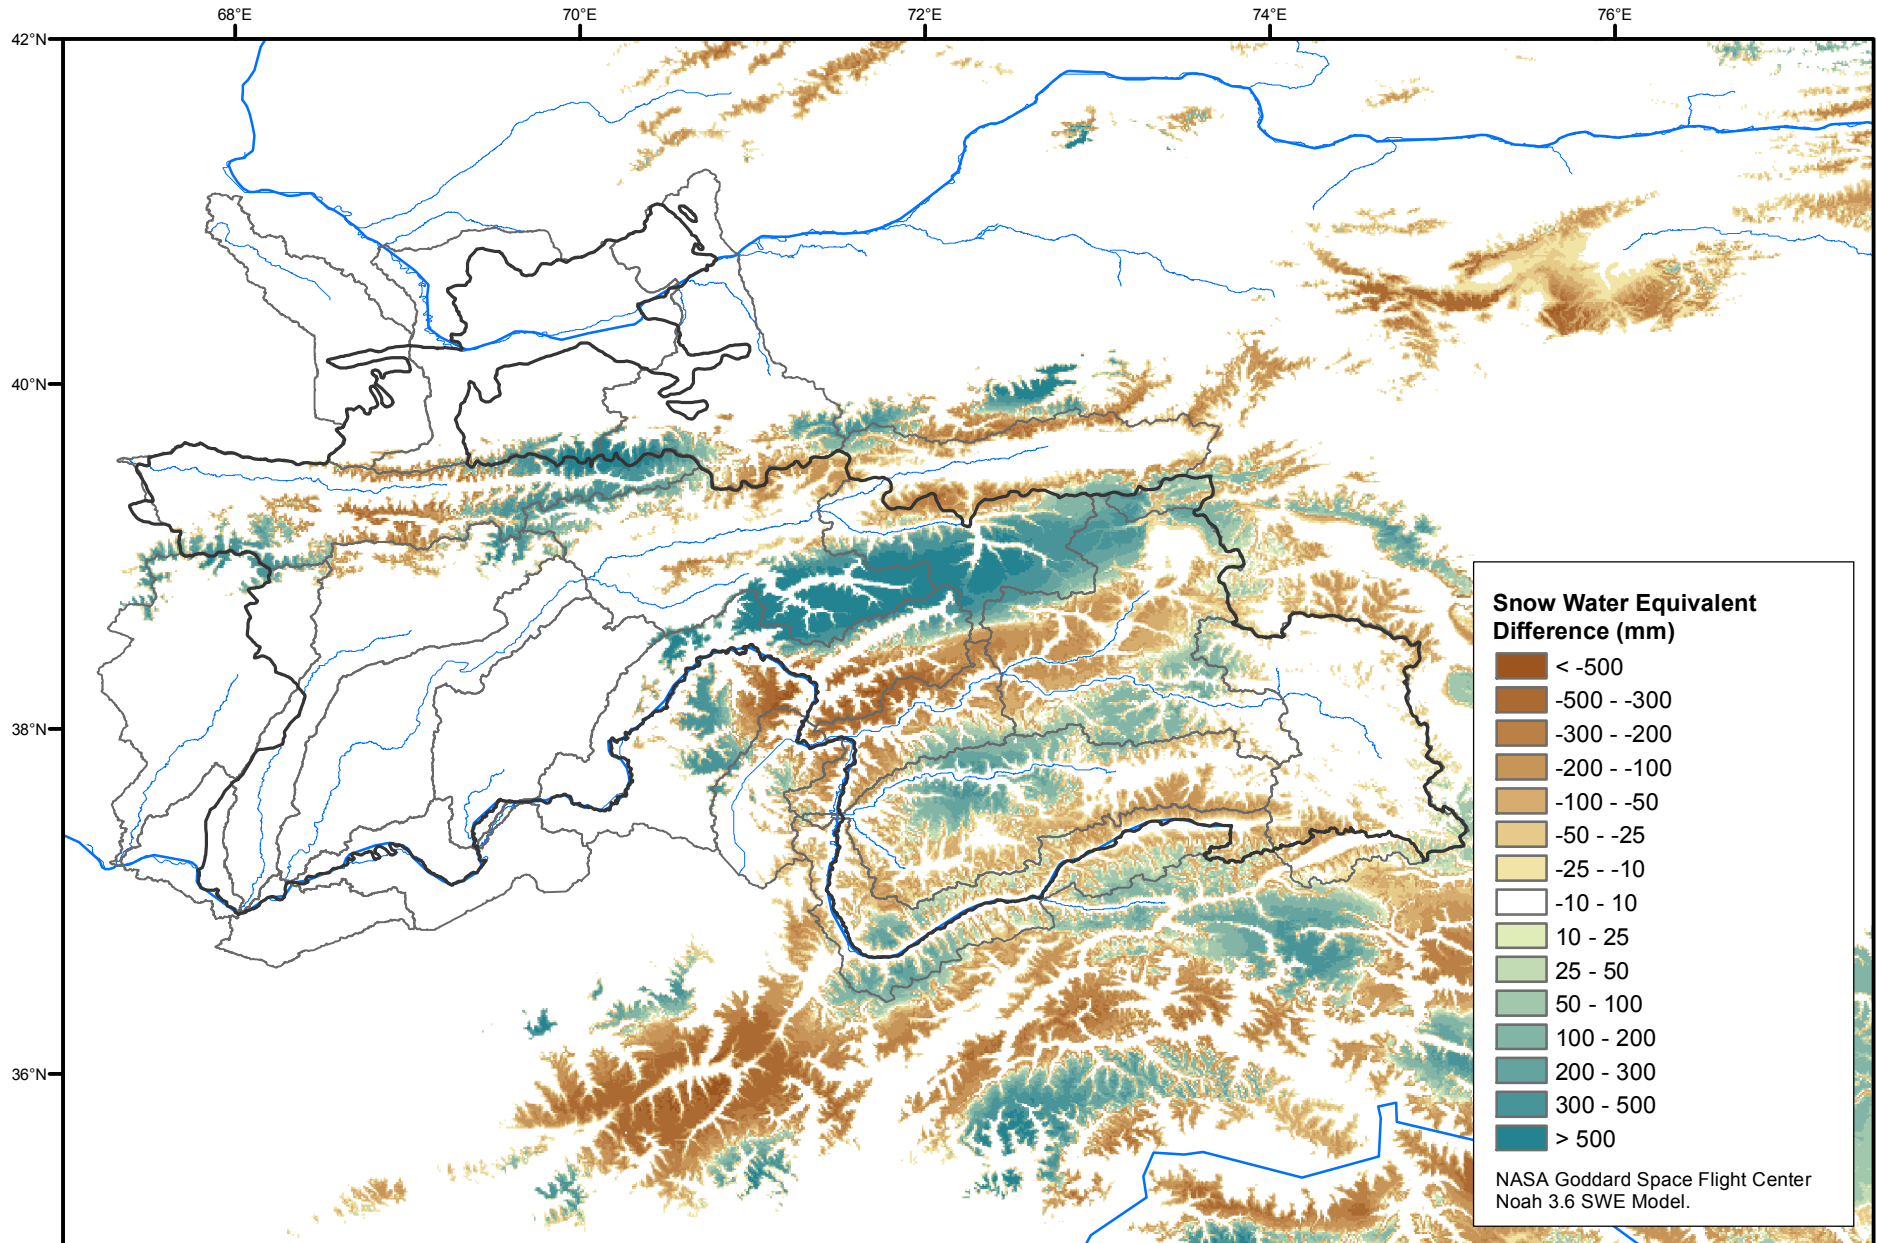 68°E
70°E
72°E
74°E
76°E
42°N
40°N
38°N
36°N
Snow Water Equivalent
Difference (mm)
< -500
-500 - -300
-300 - -200
-200 - -100
-100 - -50
-50 - -25
-25 - -10
-10 - 10
10 - 25
25 - 50
50 - 100
100 - 200
200 - 300
300 - 500
> 500
NASA Goddard Space Flight Center
Noah 3.6 SWE Model.